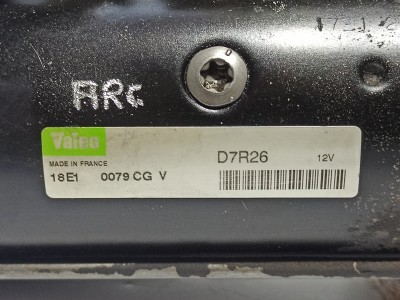 ARC
Valeo
MADE IN FRANCE
18E1 0079 CG V
D7R26 12V